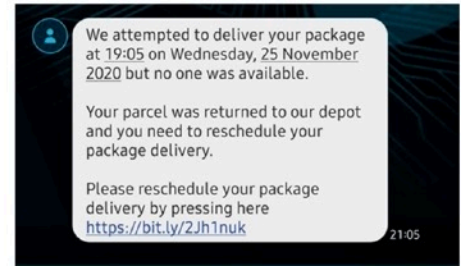 We attempted to deliver your package
at 19:05 on Wednesday, 25 November
2020 but no one was available.
Your parcel was returned to our depot
and you need to reschedule your
package delivery.
Please reschedule your package
delivery by pressing here
https://bit.ly/2Jh1nuk
21:05